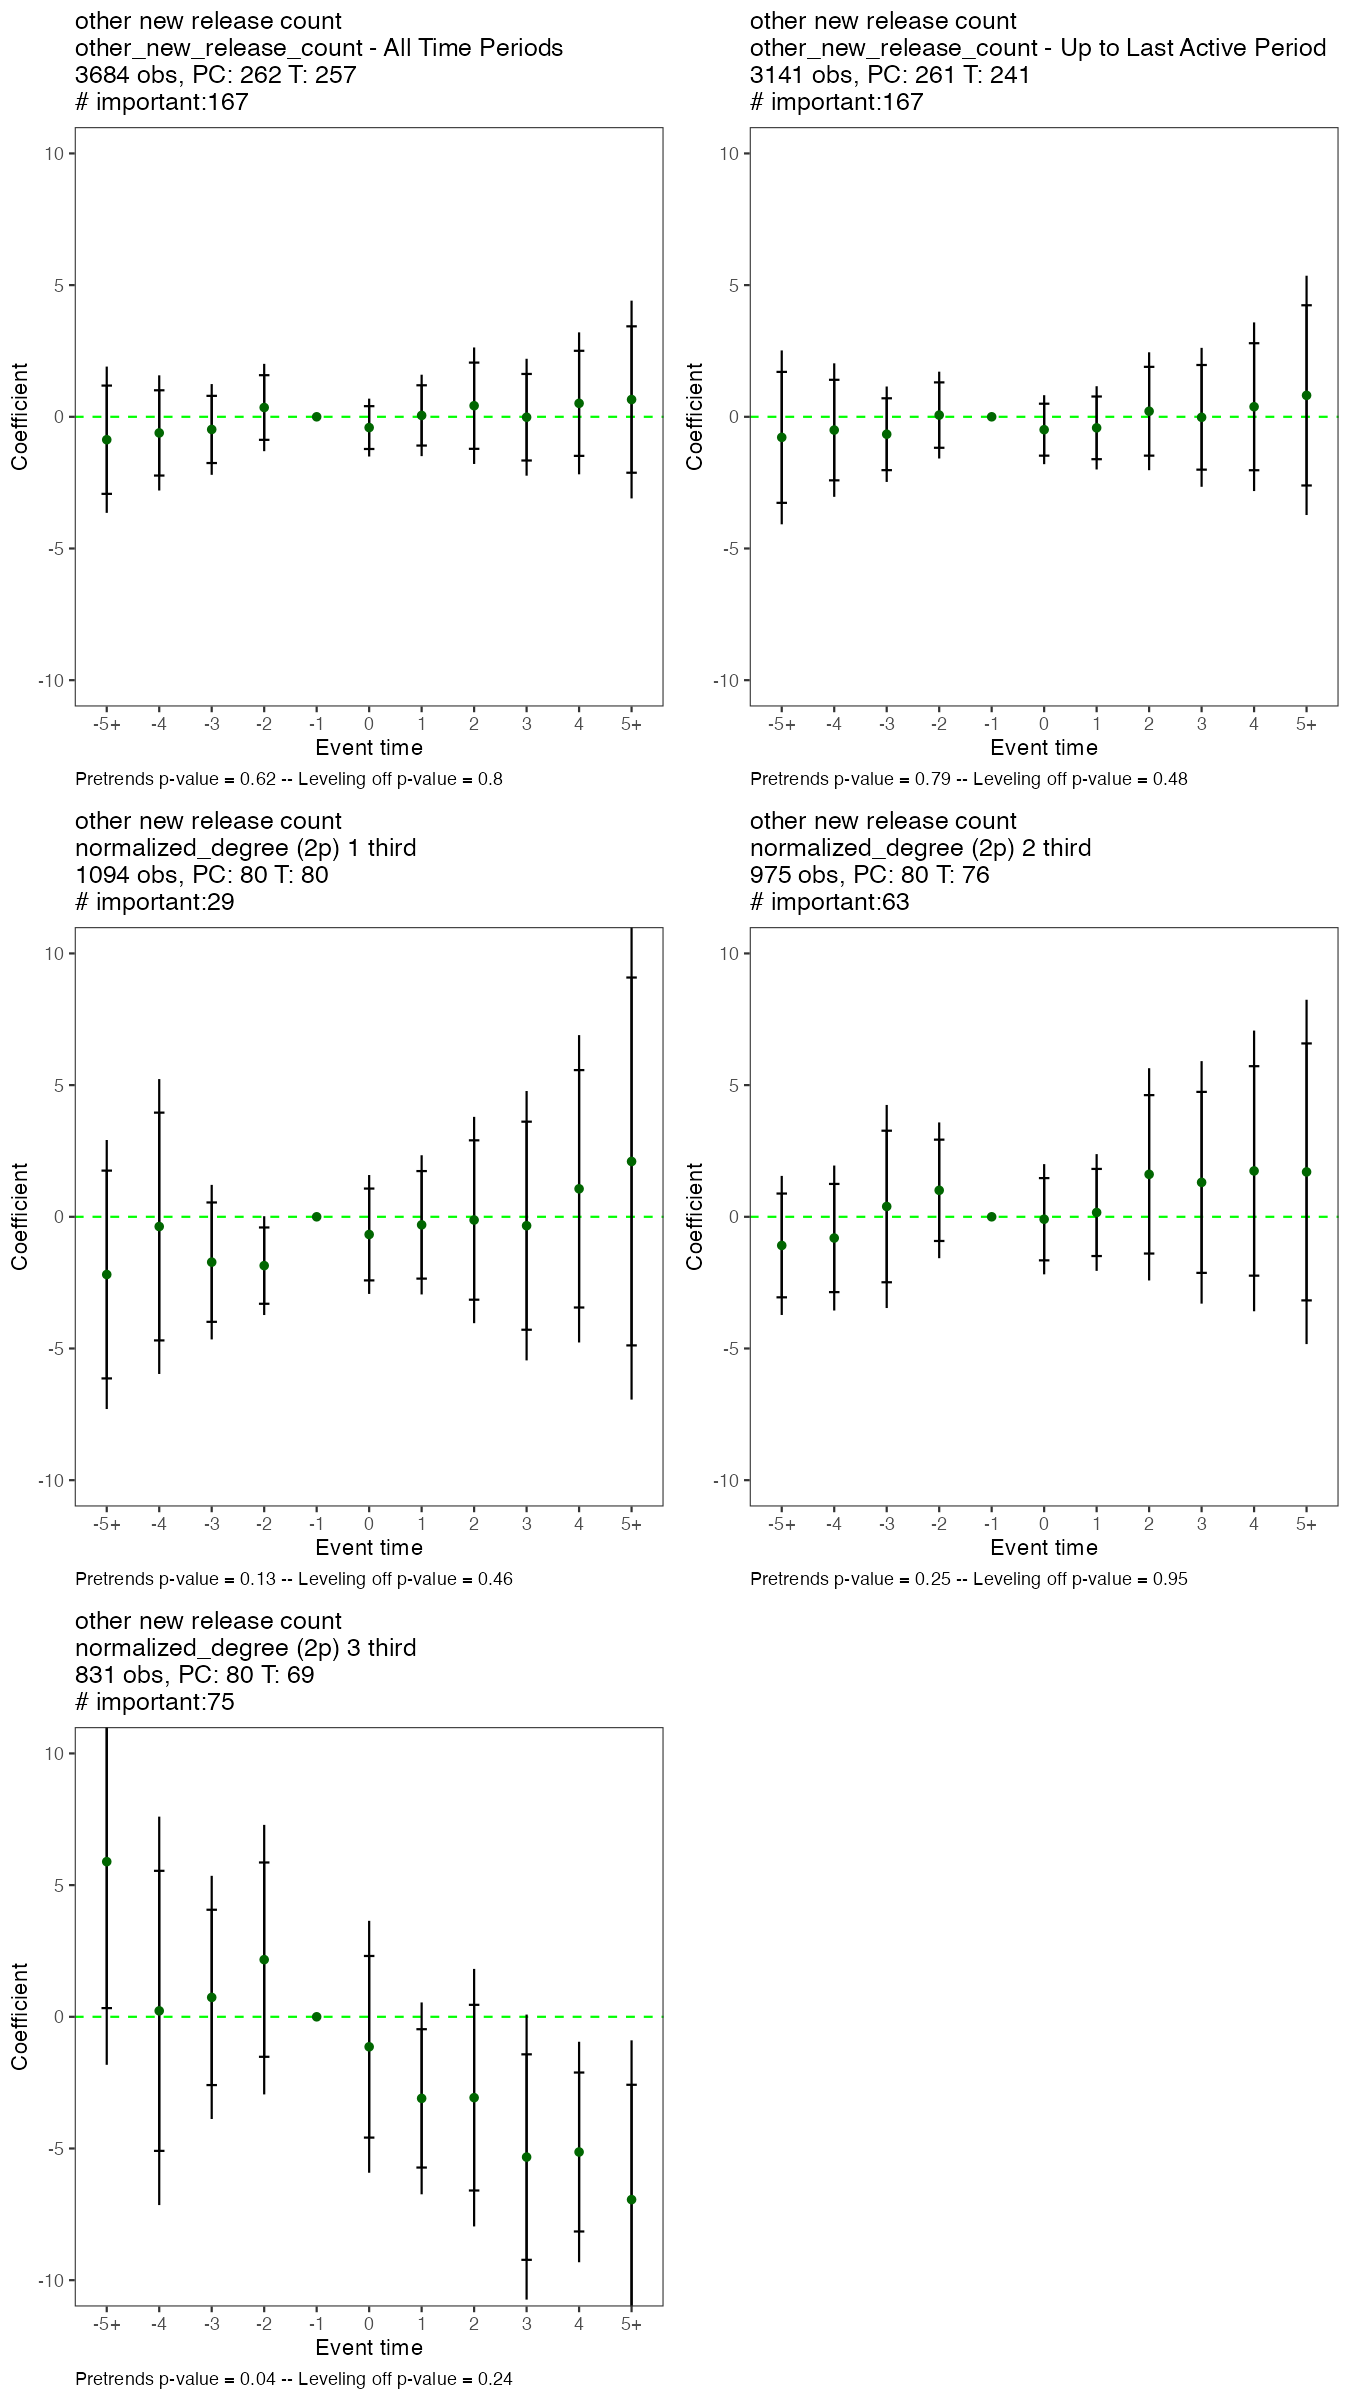 other new release count
other_new_release_count - All Time Periods
3684 obs, PC: 262 T: 257
# important:167
10
5
0
-5
-10
Coefficient
-5+ -4 -3 -2 -1 0 1 2 3 4 5+
Event time
Pretrends p-value = 0.62 -- Leveling off p-value = 0.8
other new release count
other_new_release_count - Up to Last Active Period
3141 obs, PC: 261 T: 241
# important:167
10
5
0
-5
-10
Coefficient
-5+ -4 -3 -2 -1 0 1 2 3 4 5+
Event time
Pretrends p-value = 0.79 -- Leveling off p-value = 0.48
other new release count
normalized_degree (2p) 1 third
1094 obs, PC: 80 T: 80
# important:29
10
5
0
-5
-10
Coefficient
-5+ -4 -3 -2 -1 0 1 2 3 4 5+
Event time
Pretrends p-value = 0.13 -- Leveling off p-value = 0.46
other new release count
normalized_degree (2p) 2 third
975 obs, PC: 80 T: 76
# important:63
10
5
0
-5
-10
Coefficient
-5+ -4 -3 -2 -1 0 1 2 3 4 5+
Event time
Pretrends p-value = 0.25 -- Leveling off p-value = 0.95
other new release count
normalized_degree (2p) 3 third
831 obs, PC: 80 T: 69
# important:75
10
5
0
-5
-10
Coefficient
-5+ -4 -3 -2 -1 0 1 2 3 4 5+
Event time
Pretrends p-value = 0.04 -- Leveling off p-value = 0.24